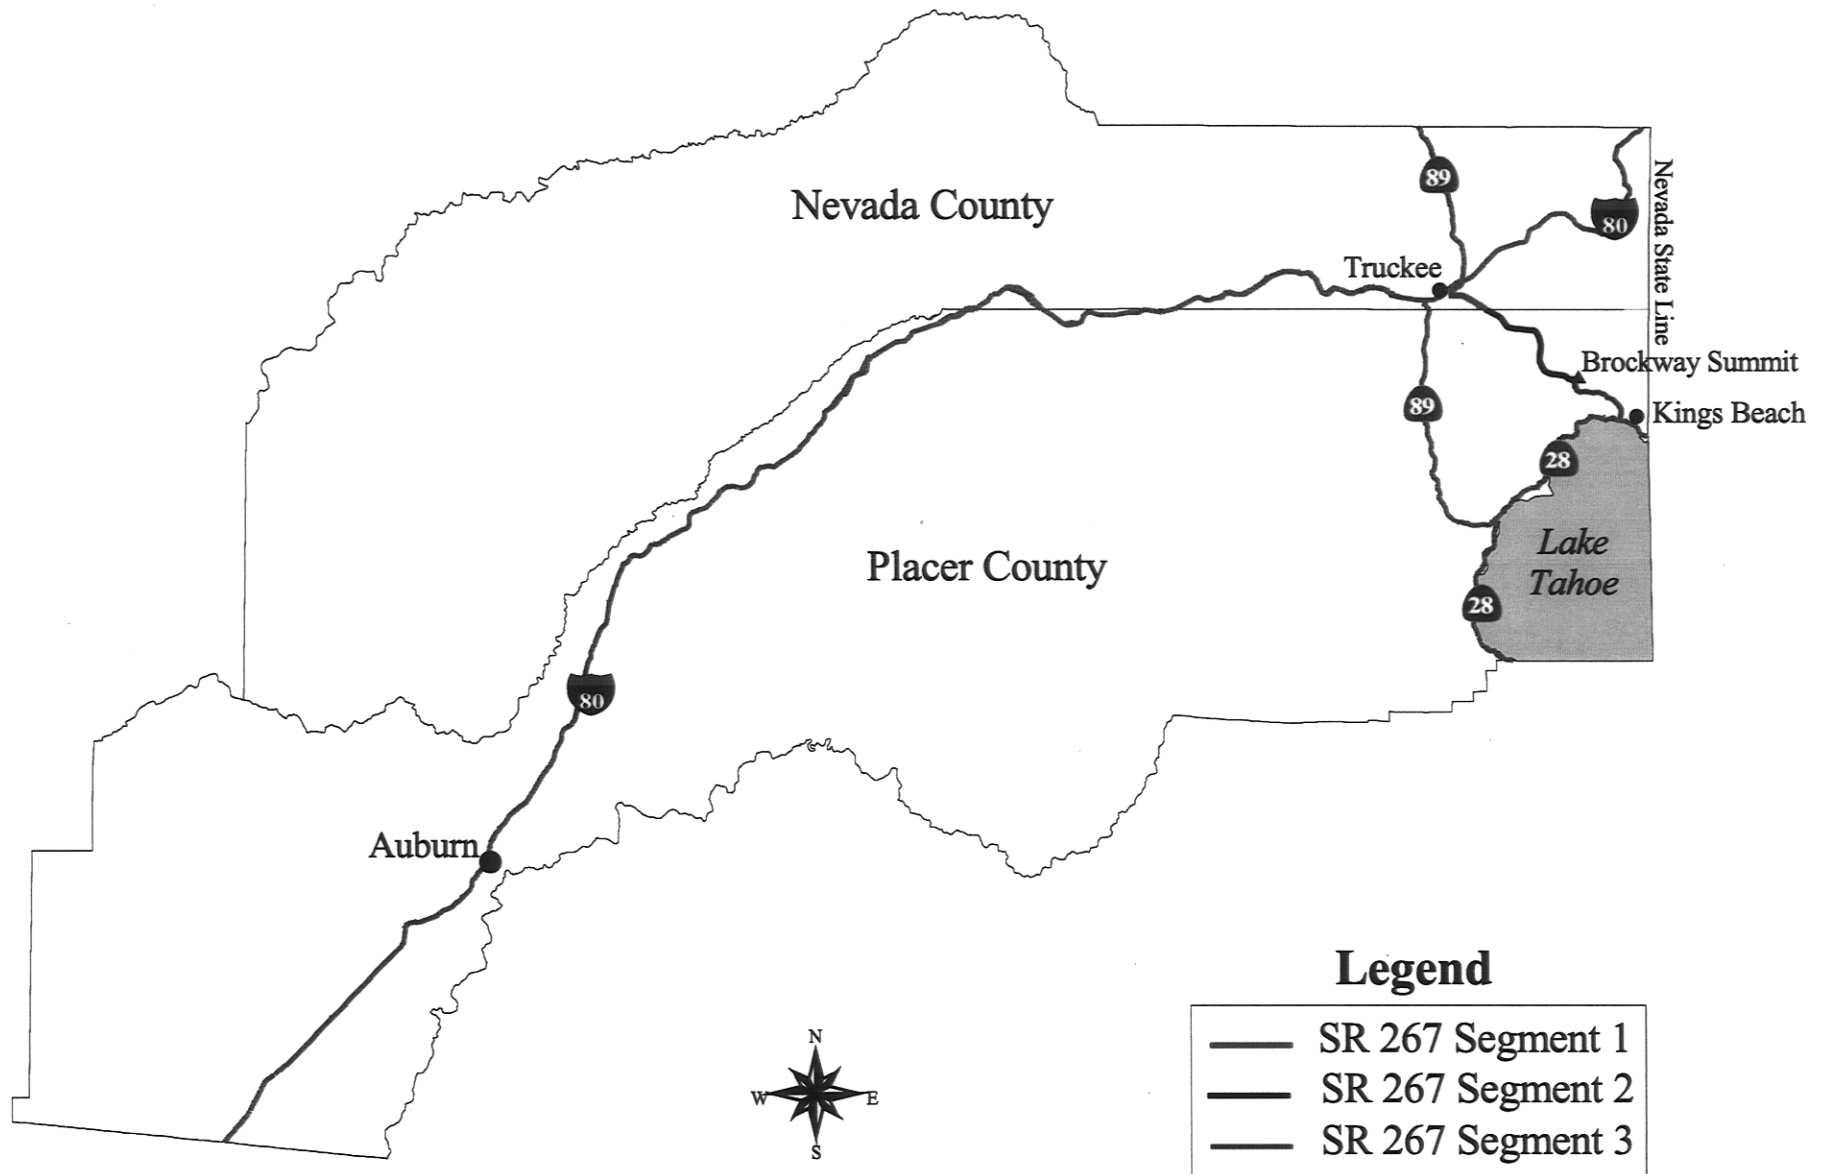 89
Nevada County
80
Nevada State Line
Truckee
Brockway Summit
89
Kings Beach
28
Lake
Tahoe
Placer County
28
80
Auburn
Legend
SR 267 Segment 1
SR 267 Segment 2
SR 267 Segment 3
N
W
E
S